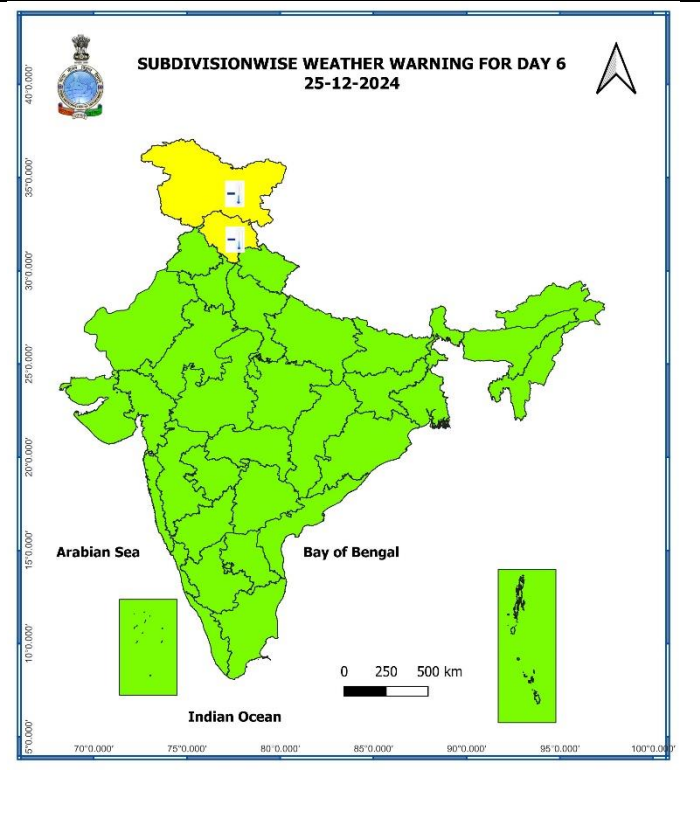 SUBDIVISIONWISE WEATHER WARNING FOR DAY 6
25-12-2024
40°0.000'
35°0.000'
30°0.000'
25°0.000'
20°0.000'
15°0.000'
10°0.000'
5°0.000'
Arabian Sea
Bay of Bengal
0 250 500 km
Indian Ocean
70°0.000' 75°0.000' 80°0.000' 85°0.000' 90°0.000' 95°0.000' 100°0.000'